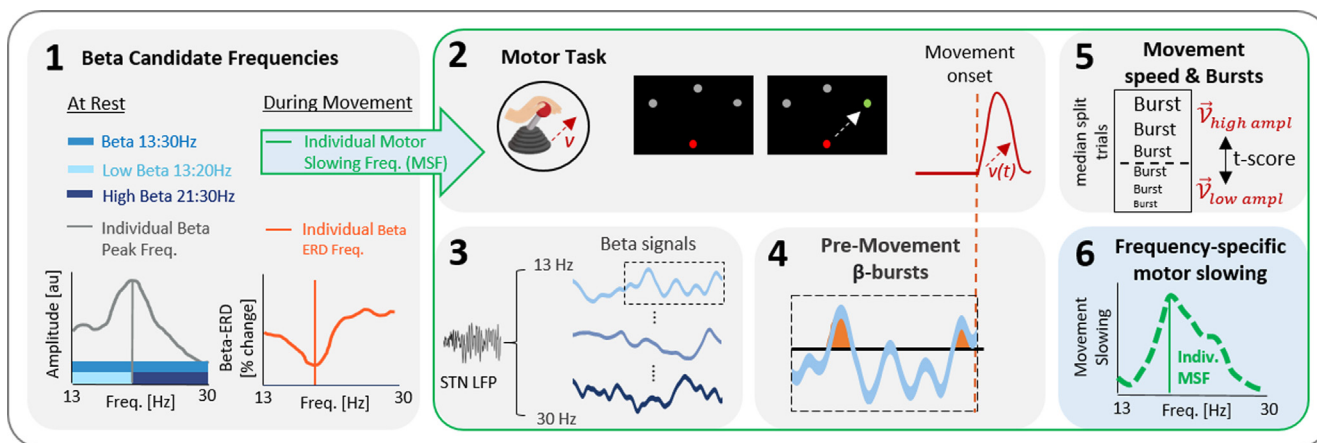 1 Beta Candidate Frequencies
At Rest
During Movement
Beta 13:30Hz
Low Beta 13:20Hz
High Beta 21:30Hz
Individual Beta
Peak Freq.
Individual Motor
Slowing Freq. (MSF)
Individual Beta
ERD Freq.
Amplitude [au]
13 Freq. [Hz] 30
Beta-ERD
[% change]
13 Freq. [Hz] 30
2 Motor Task
v
Movement
onset
v(t)
3
Beta signals
13 Hz
STN LFP
30 Hz
4 Pre-Movement
β-bursts
5 Movement
speed & Bursts
median split
trials
Burst
Burst
Burst
Burst
Burst
Burst
V⃗ high ampl
t-score
V⃗ low ampl
6 Frequency-specific
motor slowing
Movement
Slowing
Indiv.
MSF
13 Freq. [Hz] 30